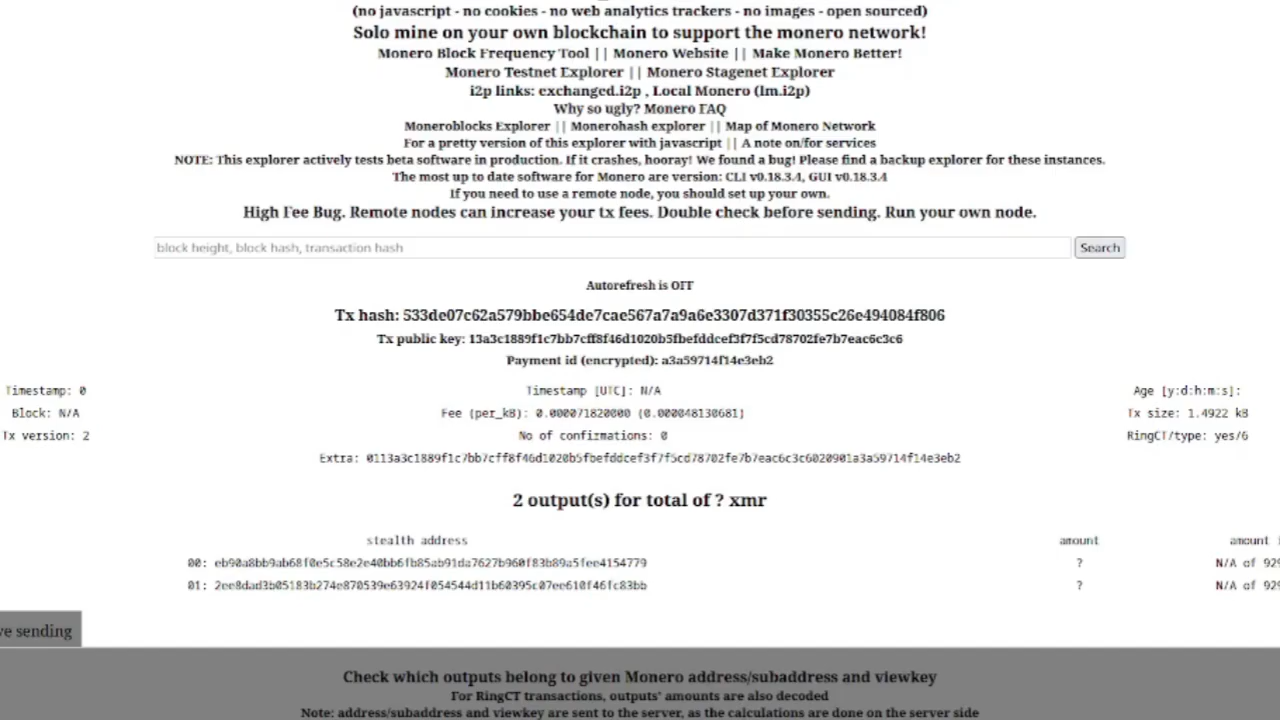 (no javascript - no cookies - no web analytics trackers - no images - open sourced)
Solo mine on your own blockchain to support the monero network!
Monero Block Frequency Tool || Monero Website || Make Monero Better!
Monero Testnet Explorer || Monero Stagenet Explorer
i2p links: exchanged.i2p , Local Monero (lm.i2p)
Why so ugly? Monero FAQ
Moneroblocks Explorer || Monerohash explorer || Map of Monero Network
For a pretty version of this explorer with javascript || A note on/for services
NOTE: This explorer actively tests beta software in production. If it crashes, hooray! We found a bug! Please find a backup explorer for these instances.
The most up to date software for Monero are version: CLI v0.18.3.4, GUI v0.18.3.4
If you need to use a remote node, you should set up your own.
High Fee Bug. Remote nodes can increase your tx fees. Double check before sending. Run your own node.
block height, block hash, transaction hash Search
Autorefresh is OFF
Tx hash: 533de07c62a579bbe654de7cae567a7a9a6e3307d371f30355c26e494084f806
Tx public key: 13a3c1889f1c7bb7cff8f46d1020b5fbefddcef3f7f5cd78702fe7b7eac6c3c6
Payment id (encrypted): a3a59714f14e3eb2
Timestamp: 0 Timestamp [UTC]: N/A Age [y:d:h:m:s]:
Block: N/A Fee (per_kB): 0.000071820000 (0.000048130681) Tx size: 1.4922 kB
Tx version: 2 No of confirmations: 0 RingCT/type: yes/6
Extra: 0113a3c1889f1c7bb7cff8f46d1020b5fbefddcef3f7f5cd78702fe7b7eac6c3c6020901a3a59714f14e3eb2
2 output(s) for total of ? xmr
stealth address amount amount
00: eb90a8bb9ab68f0e5c58e2e40bb6fb85ab91da7627b960f83b89a5fee4154779 ? N/A of 929
01: 2ee8dad3b05183b274e870539e63924f054544d11b60395c07ee610f46fc83bb ? N/A of 929
ve sending
Check which outputs belong to given Monero address/subaddress and viewkey
For RingCT transactions, outputs' amounts are also decoded
Note: address/subaddress and viewkey are sent to the server, as the calculations are done on the server side